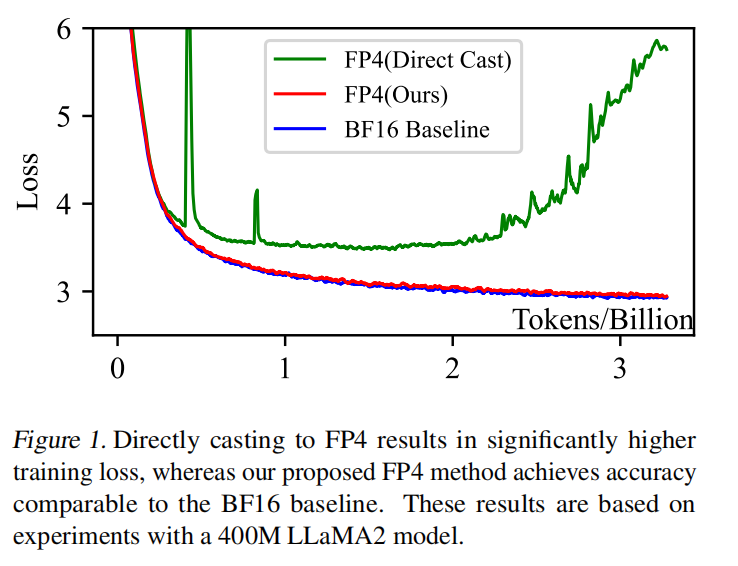 6
5
4
3
Loss
FP4(Direct Cast)
FP4(Ours)
BF16 Baseline
Tokens/Billion
0 1 2 3
Figure 1. Directly casting to FP4 results in significantly higher
training loss, whereas our proposed FP4 method achieves accuracy
comparable to the BF16 baseline. These results are based on
experiments with a 400M LLaMA2 model.